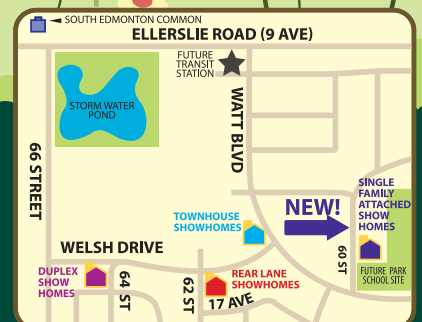 SOUTH EDMONTON COMMON
ELLERSLIE ROAD (9 AVE)
FUTURE
TRANSIT
STATION
STORM WATER
POND
WATT BLVD
66 STREET
SINGLE
FAMILY
ATTACHED
SHOW
HOMES
NEW!
TOWNHOUSE
SHOWHOMES
WELSH DRIVE
60 ST
DUPLEX
SHOW
HOMES
64 ST
62 ST
REAR LANE
SHOWHOMES
17 AVE
FUTURE PARK
SCHOOL SITE